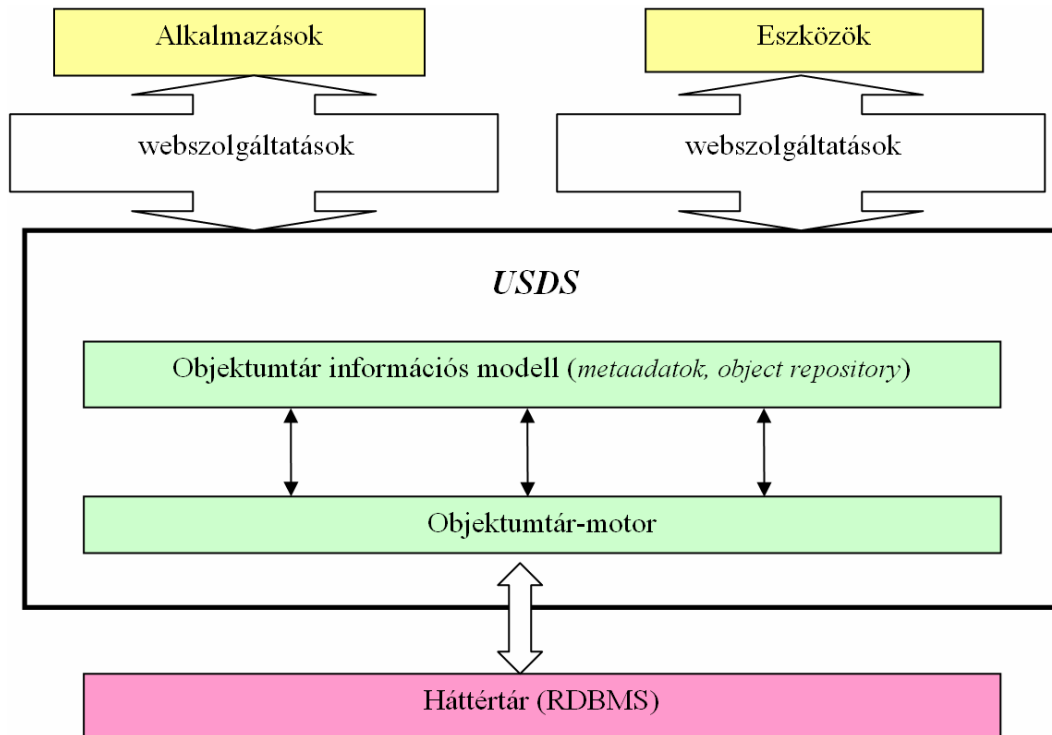 Alkalmazások
Eszközök
webszolgáltatások
webszolgáltatások
USDS
Objektumtár információs modell (metaadatok, object repository)
Objektumtár-motor
Háttértár (RDBMS)